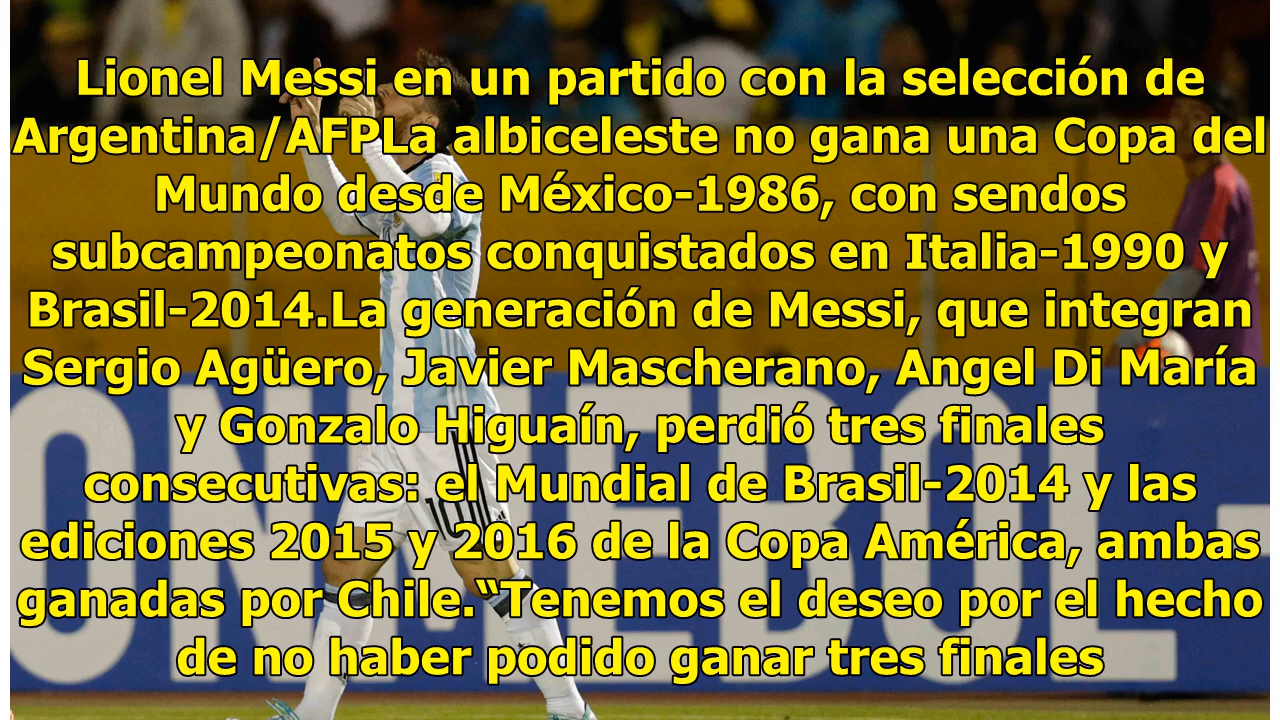 Lionel Messi en un partido con la selección de
Argentina/AFPLa albiceleste no gana una Copa del
Mundo desde México-1986, con sendos
subcampeonatos conquistados en Italia-1990 y
Brasil-2014.La generación de Messi, que integran
Sergio Agüero, Javier Mascherano, Angel Di María
y Gonzalo Higuaín, perdió tres finales
consecutivas: el Mundial de Brasil-2014 y las
ediciones 2015 y 2016 de la Copa América, ambas
ganadas por Chile.“Tenemos el deseo por el hecho
de no haber podido ganar tres finales
ONMEBOL
10